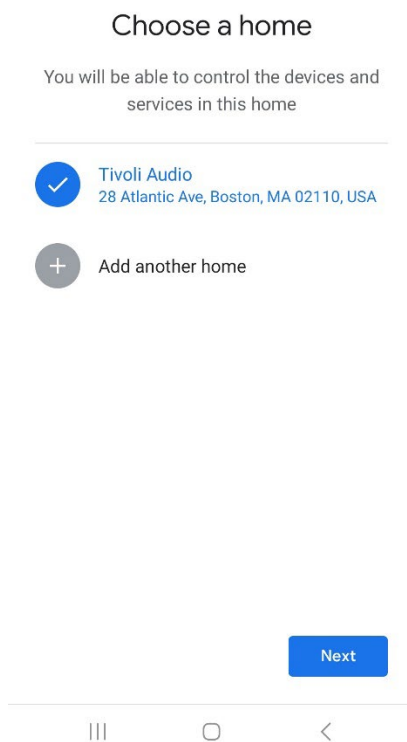 Choose a home
You will be able to control the devices and
services in this home
Tivoli Audio
28 Atlantic Ave, Boston, MA 02110, USA
Add another home
Next